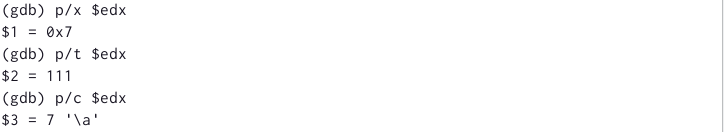 (gdb) p/x $edx
$1 = 0x7
(gdb) p/t $edx
$2 = 111
(gdb) p/c $edx
$3 = 7 '\a'